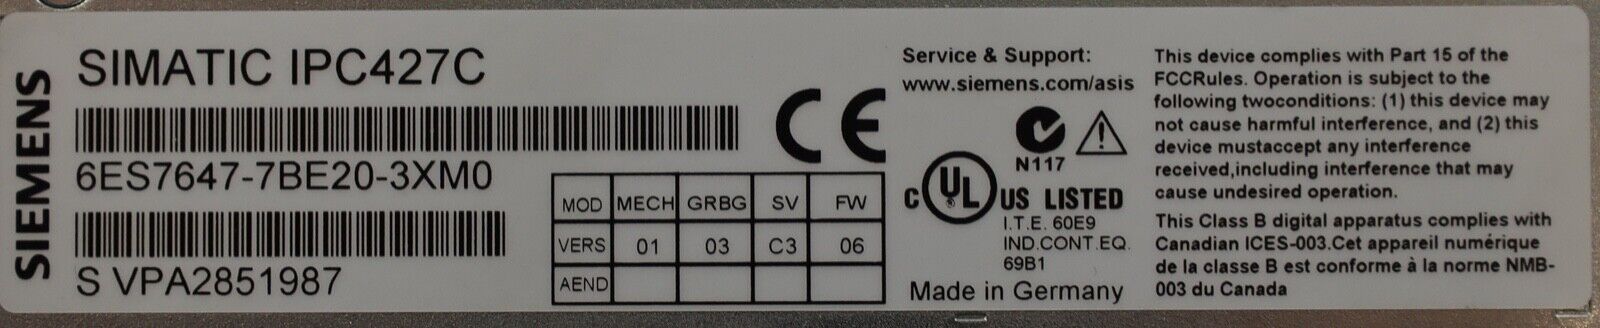 SIEMENS
SIMATIC IPC427C
6ES7647-7BE20-3XM0
S VPA2851987
MOD MECH GRBG SV FW
VERS 01 03 C3 06
AEND
CE
Service & Support:
www.siemens.com/asis
N117
C UL US LISTED
I.T.E. 60E9
IND.CONT.EQ.
69B1
Made in Germany
This device complies with Part 15 of the
FCCRules. Operation is subject to the
following twoconditions: (1) this device may
not cause harmful interference, and (2) this
device mustaccept any interference
received,including interference that may
cause undesired operation.
This Class B digital apparatus complies with
Canadian ICES-003.Cet appareil numérique
de la classe B est conforme à la norme NMB-
003 du Canada